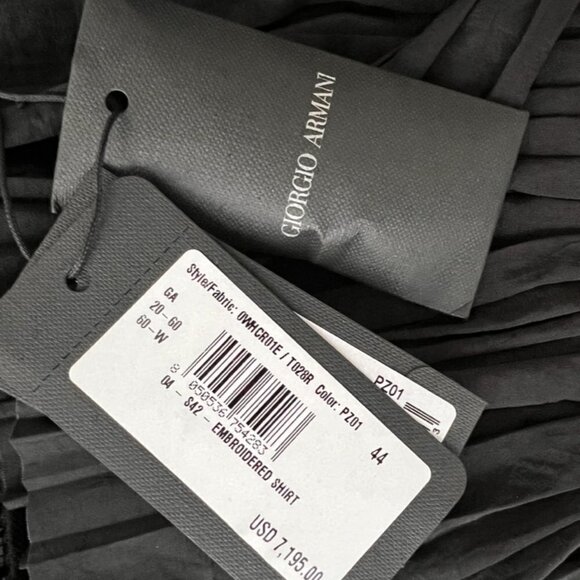 GIORGIO ARMANI
Style/Fabric: 0WHCR01E / T028R Color: PZ01
GA
20-60
60-W
44
8 050536 754283
04 - S42 - EMBROIDERED SHIRT
USD 7,195.00
PZ01